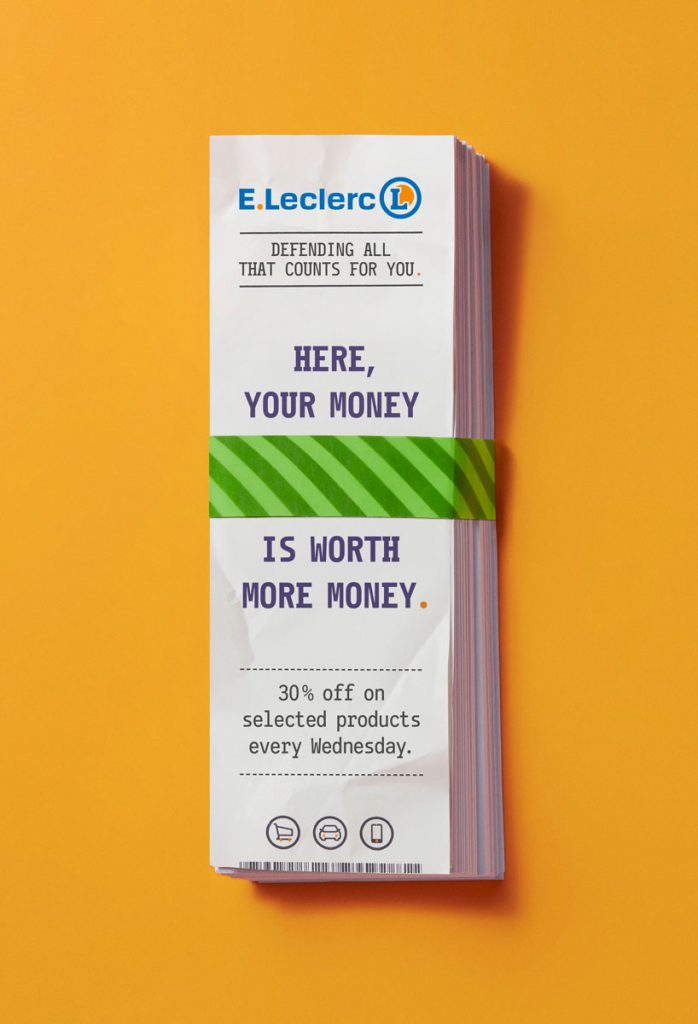 E.Leclerc L
DEFENDING ALL
THAT COUNTS FOR YOU.
HERE,
YOUR MONEY
IS WORTH
MORE MONEY.
30% off on
selected products
every Wednesday.